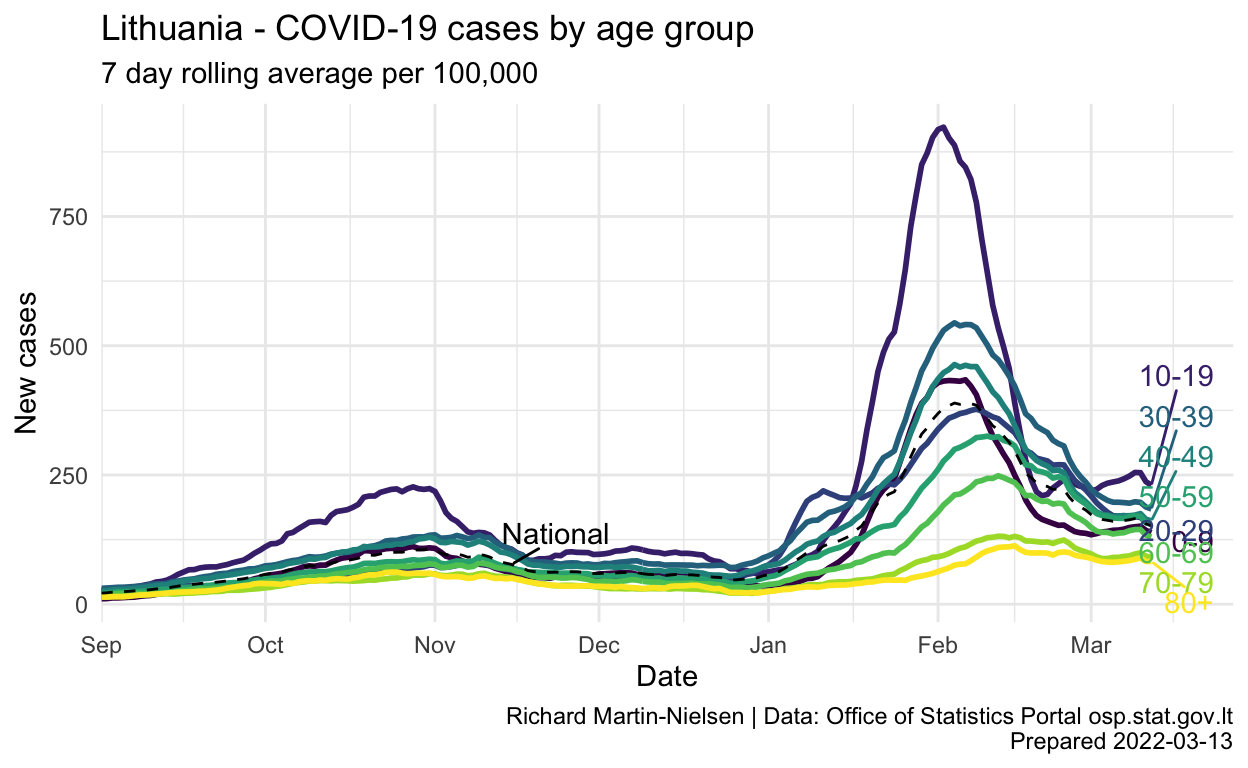 Lithuania - COVID-19 cases by age group
7 day rolling average per 100,000
New cases
750
500
250
0
National
10-19
30-39
40-49
50-59
20-29
0-9
60-69
70-79
80+
Sep Oct Nov Dec Jan Feb Mar
Date
Richard Martin-Nielsen | Data: Office of Statistics Portal osp.stat.gov.lt
Prepared 2022-03-13